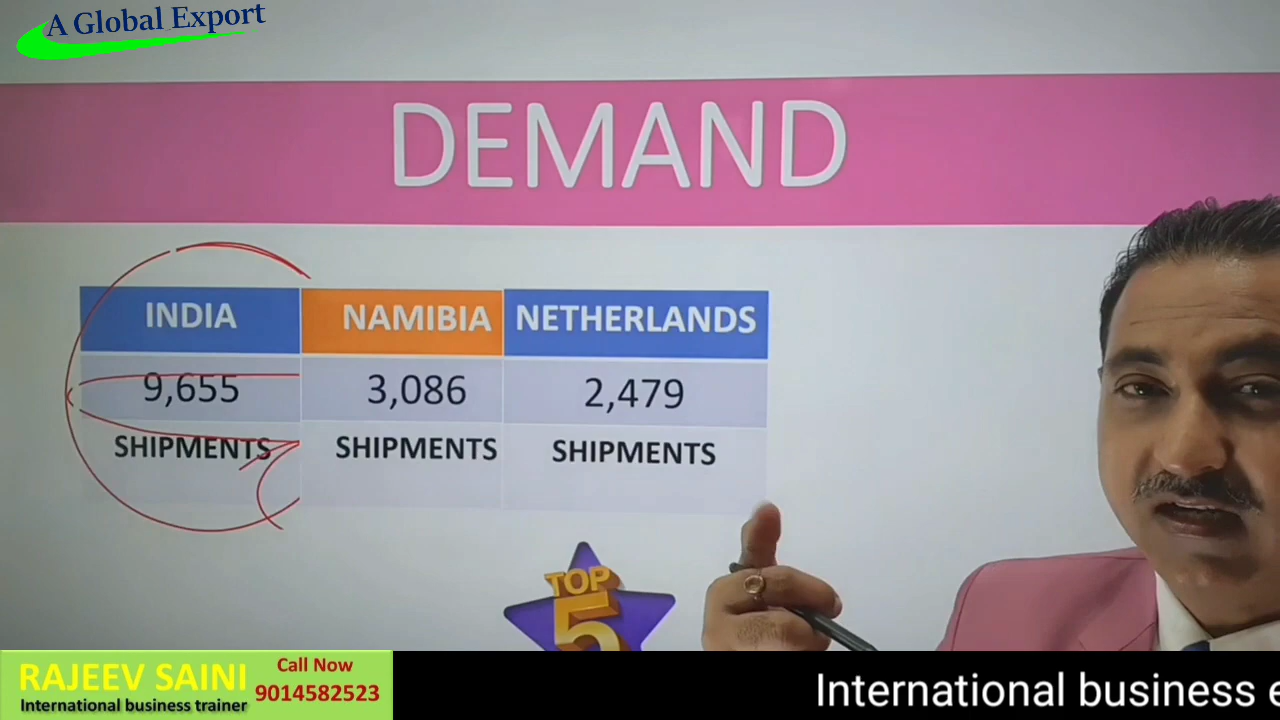 A Global Export
DEMAND
INDIA NAMIBIA NETHERLANDS
9,655 3,086 2,479
SHIPMENTS SHIPMENTS SHIPMENTS
TOP
5
RAJEEV SAINI
International business trainer
Call Now
9014582523
International business